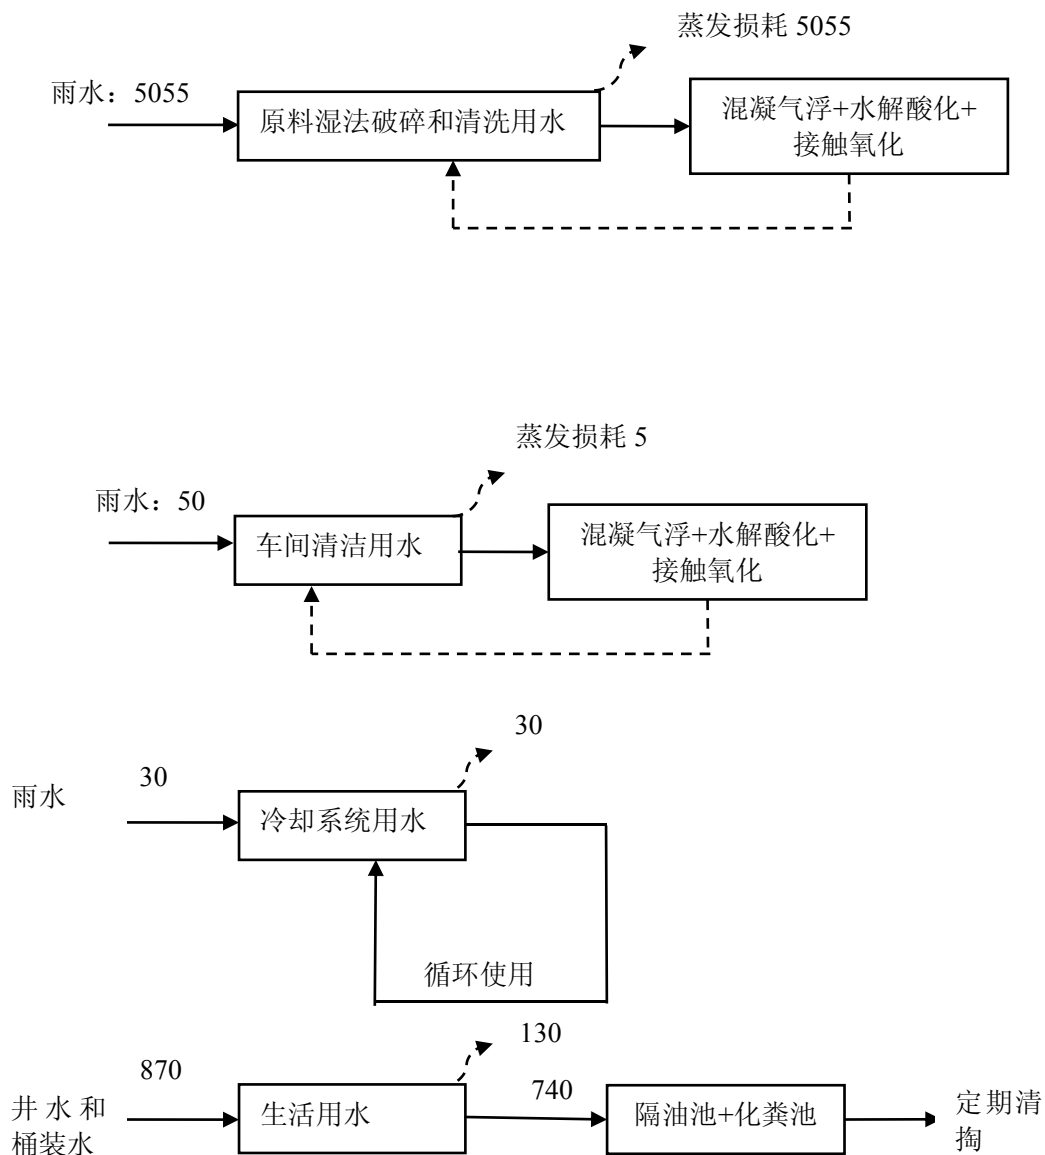 蒸发损耗 5055
雨水：5055
原料湿法破碎和清洗用水
混凝气浮+水解酸化+
接触氧化
蒸发损耗 5
雨水：50
车间清洁用水
混凝气浮+水解酸化+
接触氧化
30
30
雨水
冷却系统用水
循环使用
130
870
740
井水和
桶装水
生活用水
隔油池+化粪池
定期清
掏